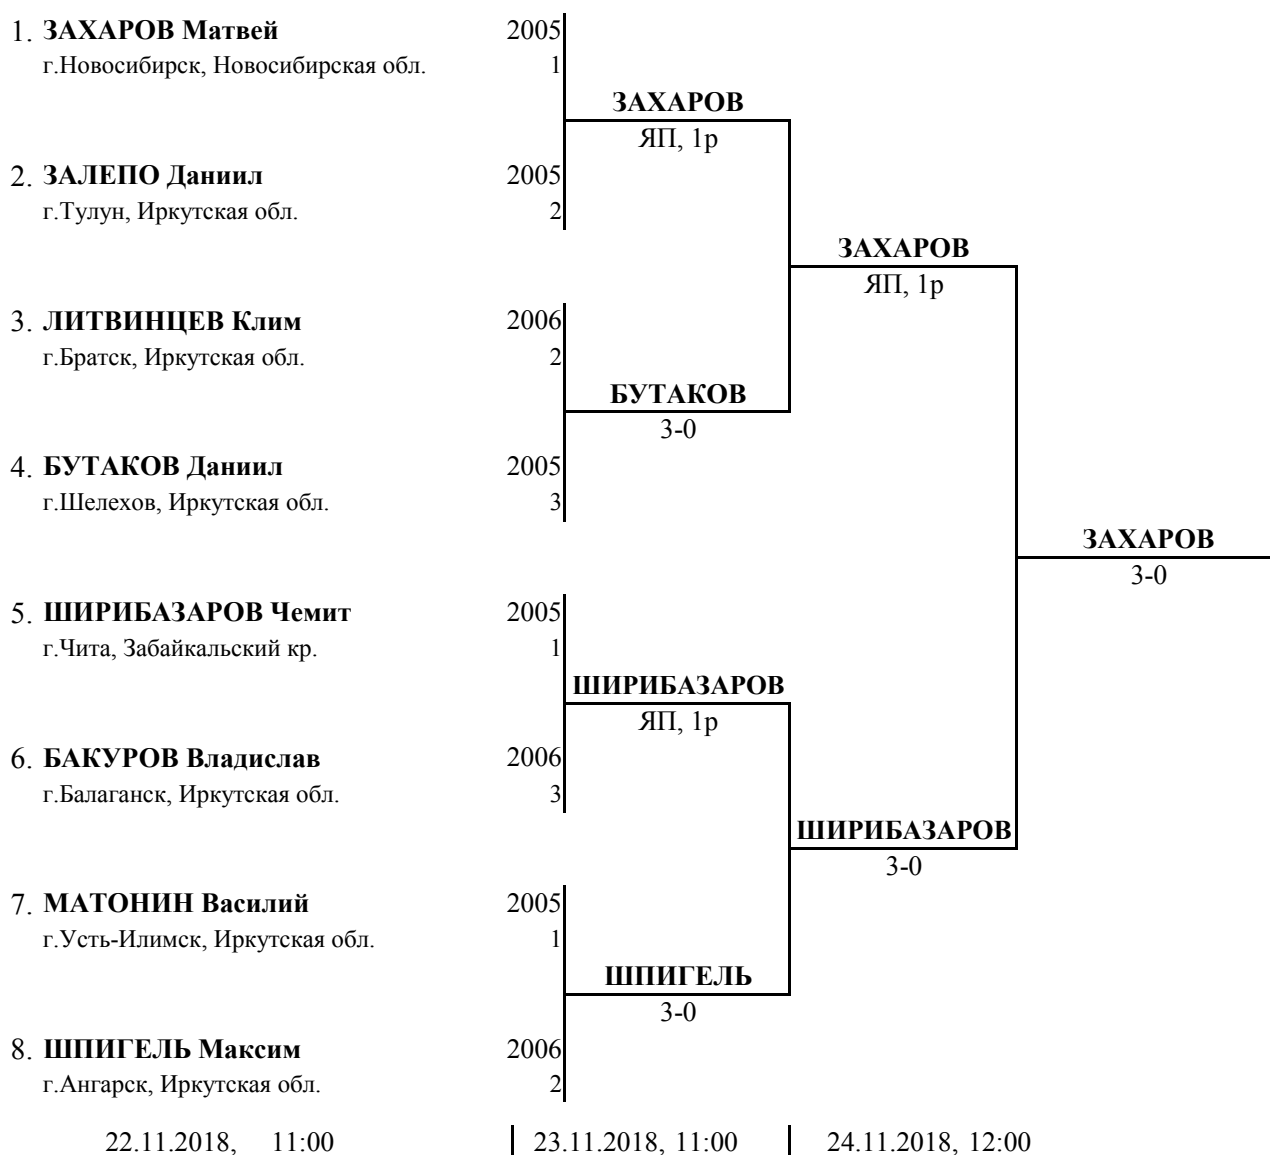 1. ЗАХАРОВ Матвей 2005
г.Новосибирск, Новосибирская обл. 1
ЗАХАРОВ
ЯП, 1р
2. ЗАЛЕПО Даниил 2005
г.Тулун, Иркутская обл. 2
ЗАХАРОВ
ЯП, 1р
3. ЛИТВИНЦЕВ Клим 2006
г.Братск, Иркутская обл. 2
БУТАКОВ
3-0
4. БУТАКОВ Даниил 2005
г.Шелехов, Иркутская обл. 3
ЗАХАРОВ
3-0
5. ШИРИБАЗАРОВ Чемит 2005
г.Чита, Забайкальский кр. 1
ШИРИБАЗАРОВ
ЯП, 1р
6. БАКУРОВ Владислав 2006
г.Балаганск, Иркутская обл. 3
ШИРИБАЗАРОВ
3-0
7. МАТОНИН Василий 2005
г.Усть-Илимск, Иркутская обл. 1
ШПИГЕЛЬ
3-0
8. ШПИГЕЛЬ Максим 2006
г.Ангарск, Иркутская обл. 2
22.11.2018, 11:00 23.11.2018, 11:00 24.11.2018, 12:00